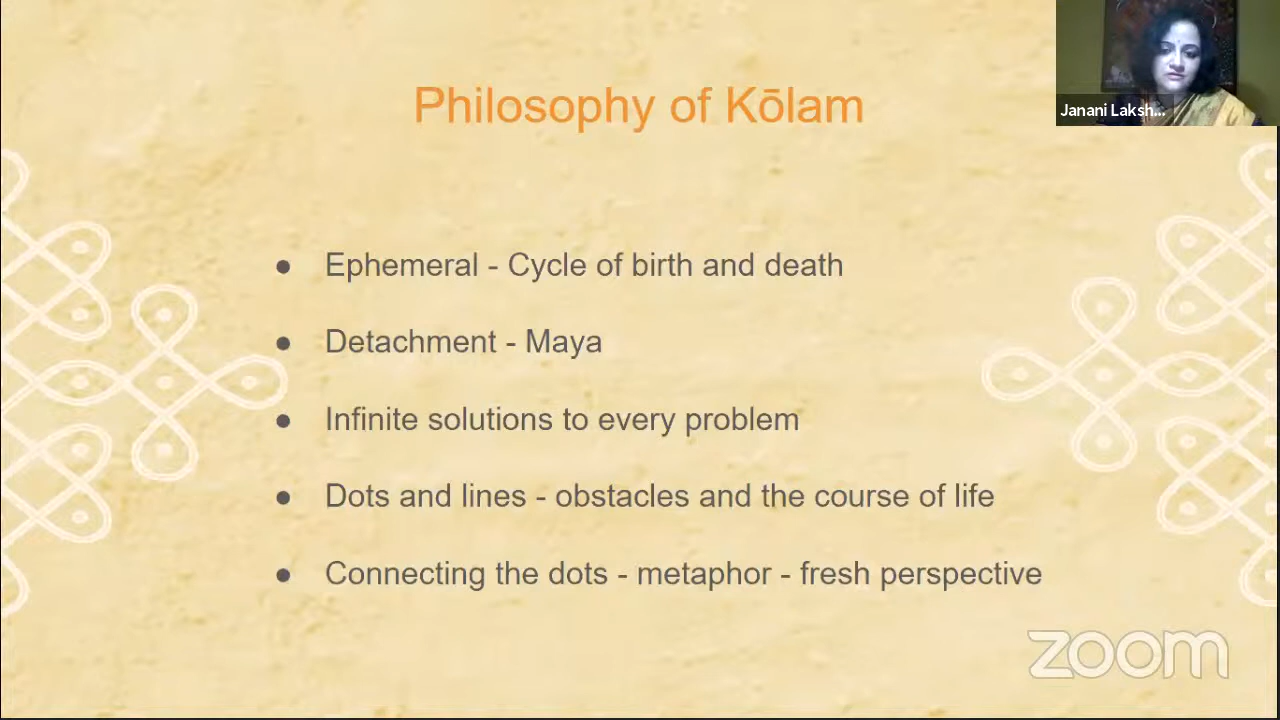 Philosophy of Kōlam
Janani Laksh...
● Ephemeral - Cycle of birth and death
● Detachment - Maya
● Infinite solutions to every problem
● Dots and lines - obstacles and the course of life
● Connecting the dots - metaphor - fresh perspective
zoom